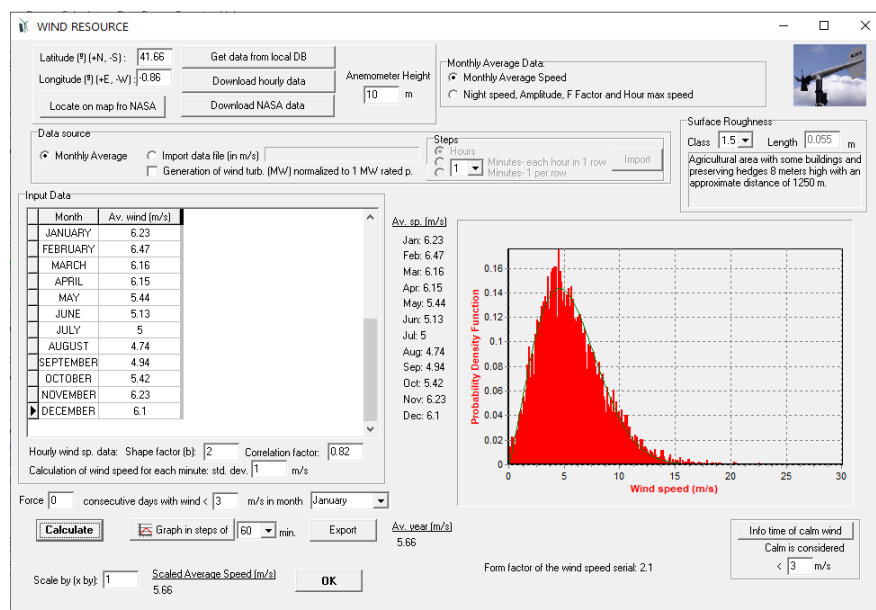 WIND RESOURCE
Latitude (º) (+N, -S) : 41.66
Get data from local DB
Longitude (º)(+E, -W) : -0.86
Download hourly data
Locate on map fro NASA
Download NASA data
Anemometer Height
10 m
Monthly Average Data:
Monthly Average Speed
Night speed, Amplitude, F Factor and Hour max speed
Data source
Monthly Average
Import data file (in m/s)
Generation of wind turb. (MW) normalized to 1 MW rated p.
Steps
Hours
1
Minutes- each hour in 1 row
Minutes- 1 per row
Import
Surface Roughness
Class 1.5 Length 0.055 m
Agricultural area with some buildings and
preserving hedges 8 meters high with an
approximate distance of 1250 m.
Input Data
Month Av. wind (m/s)
JANUARY 6.23
FEBRUARY 6.47
MARCH 6.16
APRIL 6.15
MAY 5.44
JUNE 5.13
JULY 5
AUGUST 4.74
SEPTEMBER 4.94
OCTOBER 5.42
NOVEMBER 6.23
DECEMBER 6.1
Hourly wind sp. data: Shape factor (b): 2 Correlation factor: 0.82
Calculation of wind speed for each minute: std. dev. 1 m/s
Av. sp. (m/s)
Jan: 6.23
Feb: 6.47
Mar: 6.16
Apr: 6.15
May: 5.44
Jun: 5.13
Jul: 5
Aug: 4.74
Sep: 4.94
Oct: 5.42
Nov: 6.23
Dec: 6.1
Probability Density Function
0.16
0.14
0.12
0.1
0.08
0.06
0.04
0.02
0
0 5 10 15 20 25 30
Wind speed (m/s)
Force 0 consecutive days with wind < 3 m/s in month January
Calculate
Graph in steps of 60 min.
Export
Av. year (m/s)
5.66
Scale by (x by): 1
Scaled Average Speed (m/s)
5.66
OK
Form factor of the wind speed serial: 2.1
Info time of calm wind
Calm is considered
< 3 m/s